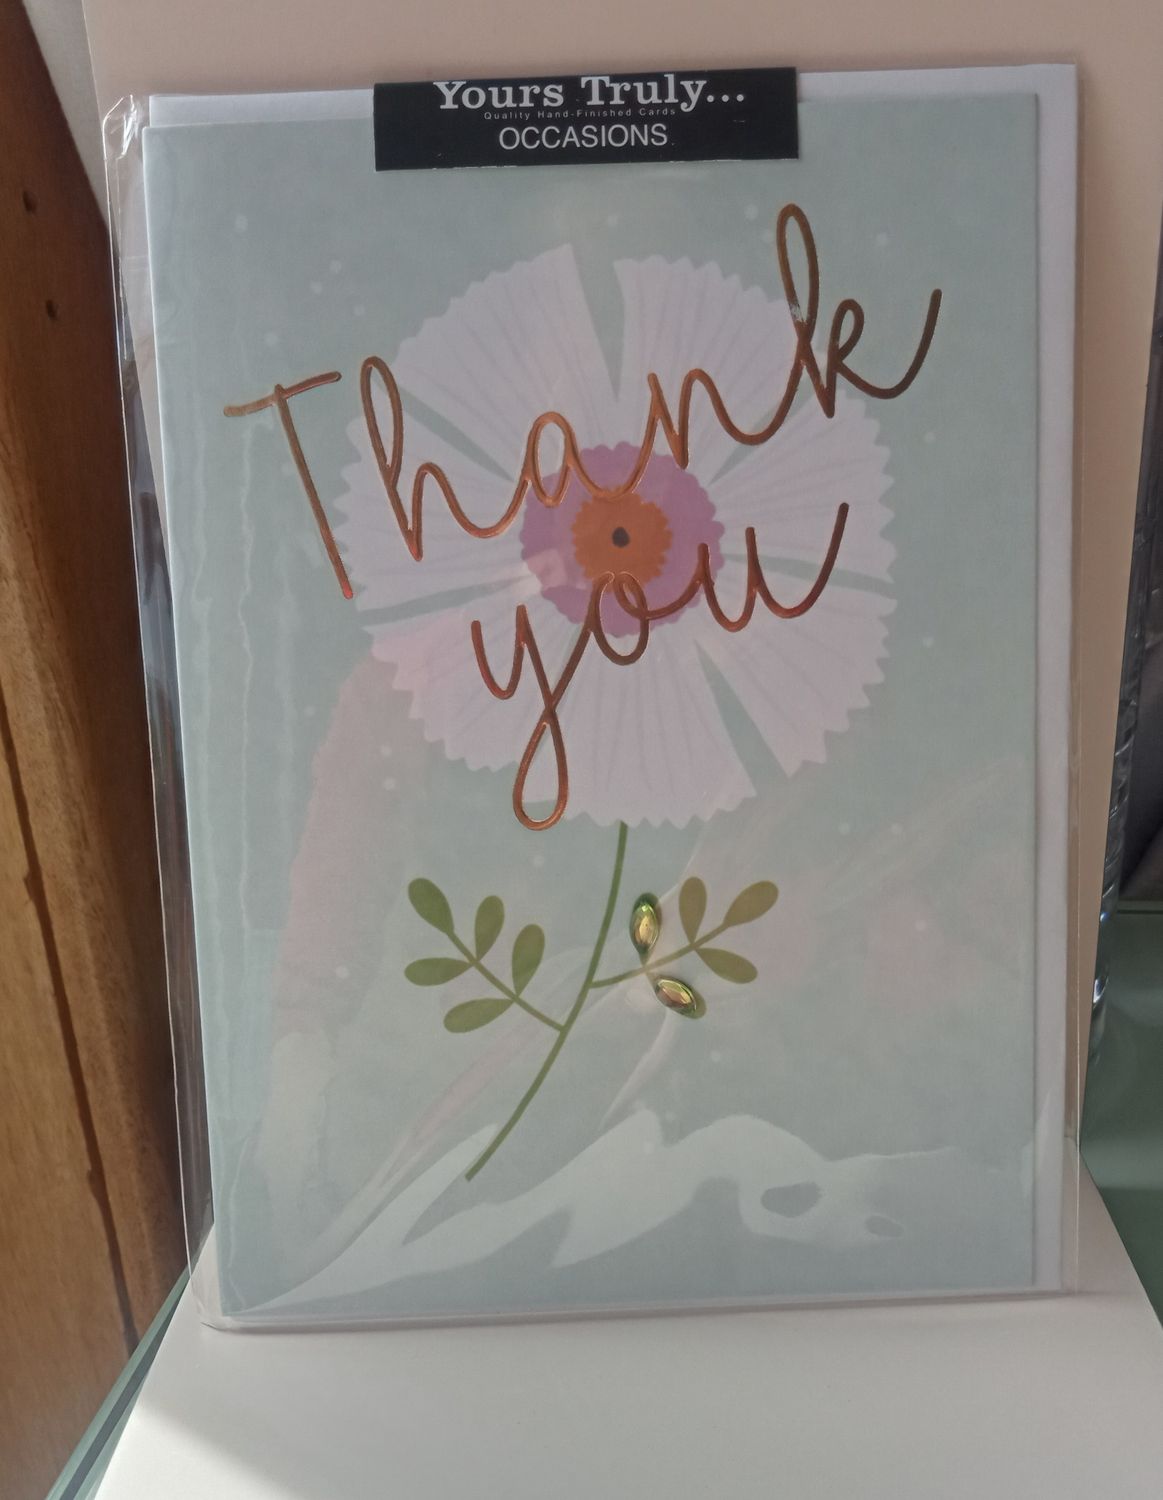 Yours Truly...
Quality Hand-Finished Cards
OCCASIONS
Thank
you